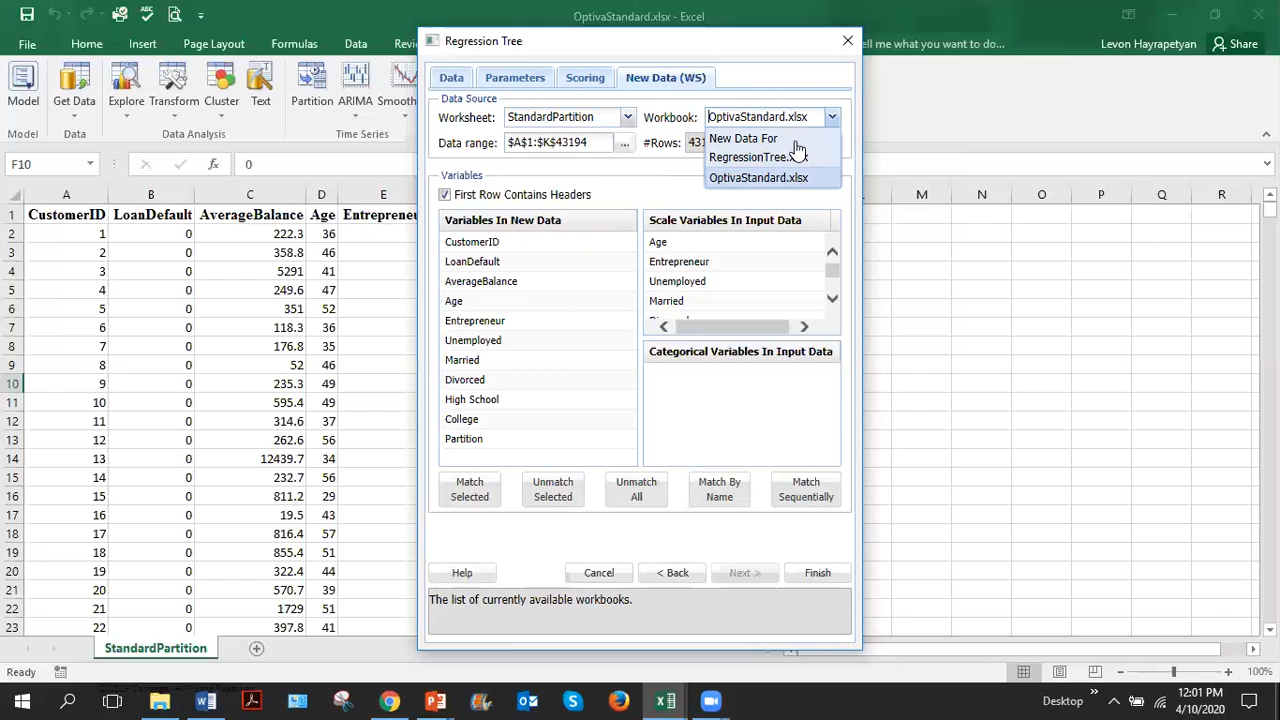 OptivaStandard.xlsx - Excel
File Home Insert Page Layout Formulas Data ell me what you want to do... Levon Hayrapetyan Share
Model Get Data Explore Transform Cluster Text Partition ARIMA Smooth
Data Data Analysis
F10 0
A B C D E M N O P Q R
1 CustomerID LoanDefault AverageBalance Age Entrepreneu
2 1 0 222.3 36
3 2 0 358.8 46
4 3 0 5291 41
5 4 0 249.6 47
6 5 0 351 52
7 6 0 118.3 36
8 7 0 176.8 35
9 8 0 52 46
10 9 0 235.3 49
11 10 0 595.4 49
12 11 0 314.6 37
13 12 0 262.6 56
14 13 0 12439.7 34
15 14 0 232.7 56
16 15 0 811.2 29
17 16 0 19.5 43
18 17 0 816.4 57
19 18 0 855.4 51
20 19 0 322.4 44
21 20 0 570.7 39
22 21 0 1729 51
23 22 0 397.8 41
StandardPartition
Ready 100%
Regression Tree
Data Parameters Scoring New Data (WS)
Data Source
Worksheet: StandardPartition Workbook: OptivaStandard.xlsx
Data range: $A$1:$K$43194 ... #Rows: 431
New Data For
RegressionTree.
OptivaStandard.xlsx
Variables
First Row Contains Headers
Variables In New Data
CustomerID
LoanDefault
AverageBalance
Age
Entrepreneur
Unemployed
Married
Divorced
High School
College
Partition
Scale Variables In Input Data
Age
Entrepreneur
Unemployed
Married
Categorical Variables In Input Data
Match Selected
Unmatch Selected
Unmatch All
Match By Name
Match Sequentially
Help Cancel < Back Next > Finish
The list of currently available workbooks.
Desktop 12:01 PM
4/10/2020